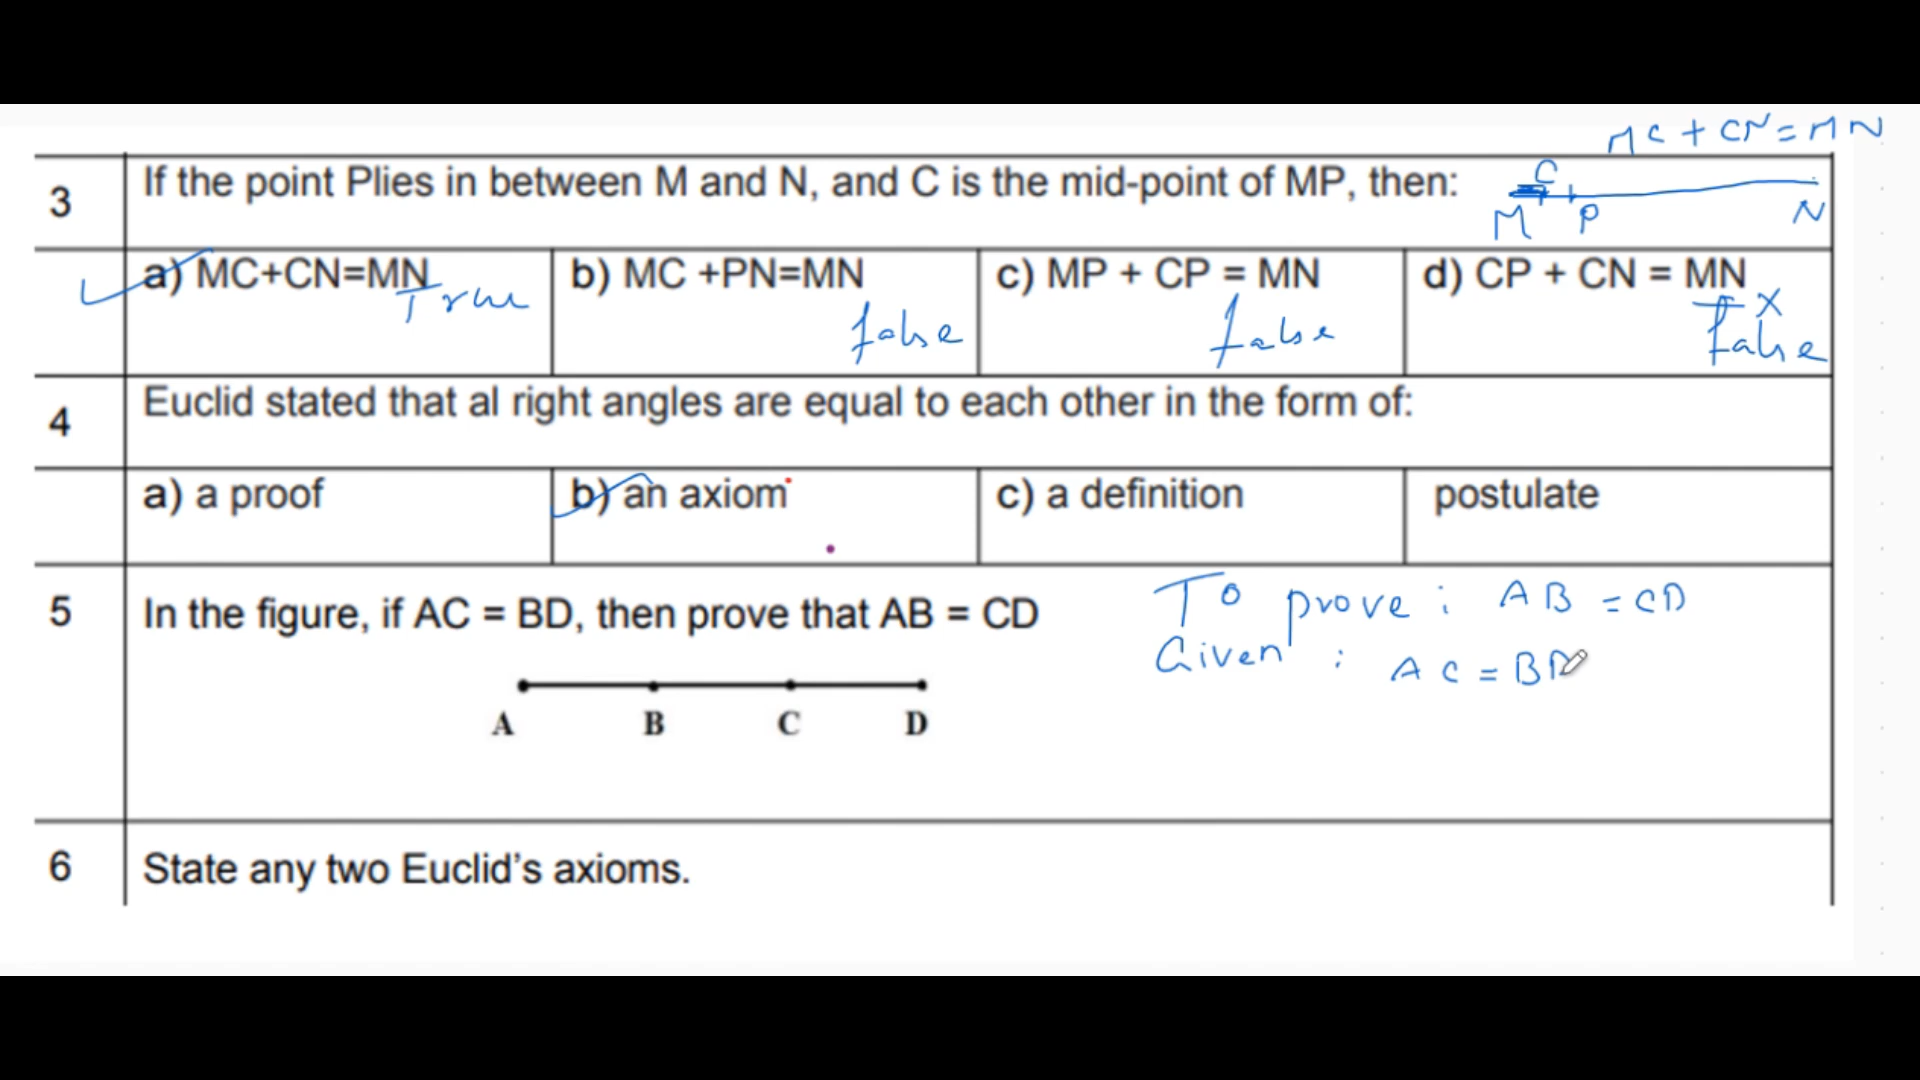 MC + CN = MN
3 If the point Plies in between M and N, and C is the mid-point of MP, then:
C
M P N
a) MC+CN=MN b) MC +PN=MN c) MP + CP = MN d) CP + CN = MN
True false false false
4 Euclid stated that al right angles are equal to each other in the form of:
a) a proof b) an axiom c) a definition postulate
To prove : AB = CD
5 In the figure, if AC = BD, then prove that AB = CD
Given : AC = BD
A B C D
6 State any two Euclid's axioms.